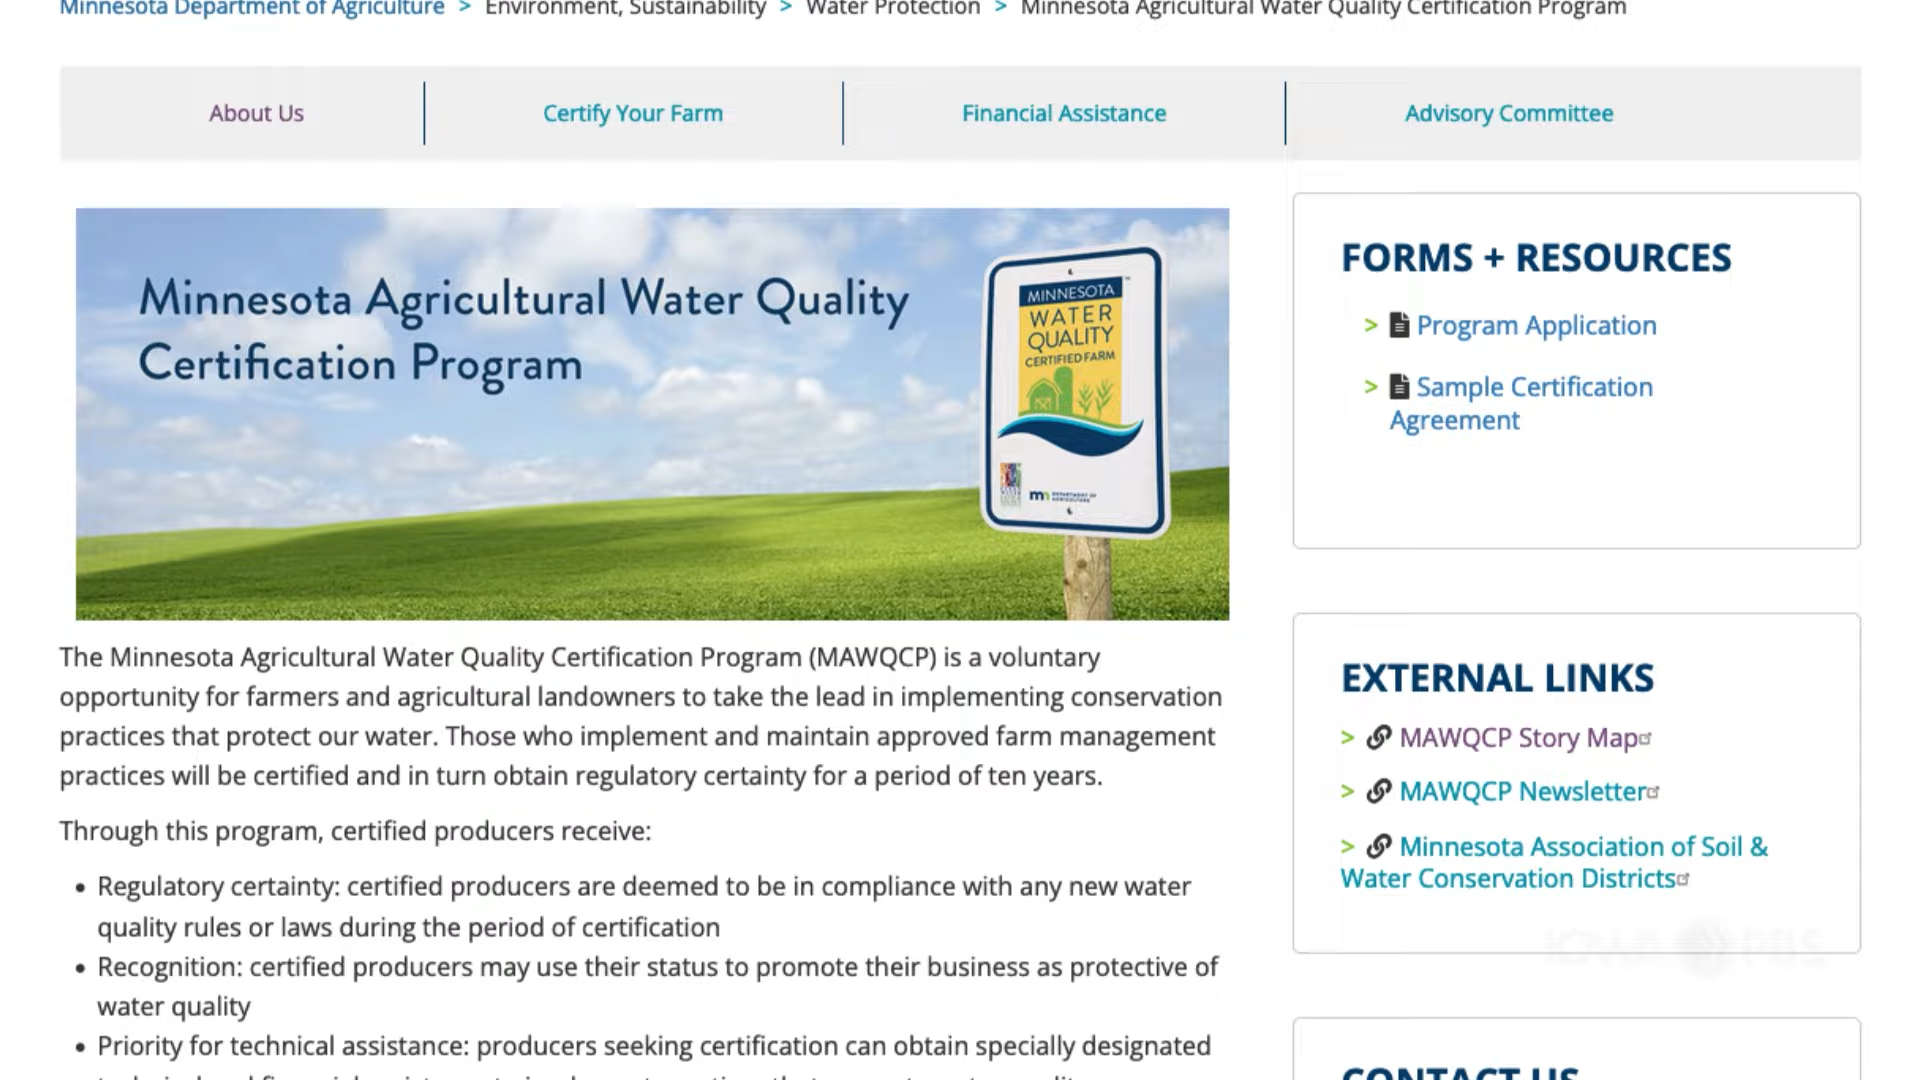 Minnesota Department of Agriculture > Environment, Sustainability > Water Protection > Minnesota Agricultural Water Quality Certification Program
About Us
Certify Your Farm
Financial Assistance
Advisory Committee
Minnesota Agricultural Water Quality
Certification Program
MINNESOTA
WATER
QUALITY
CERTIFIED FARM
mn DEPARTMENT OF
AGRICULTURE
The Minnesota Agricultural Water Quality Certification Program (MAWQCP) is a voluntary
opportunity for farmers and agricultural landowners to take the lead in implementing conservation
practices that protect our water. Those who implement and maintain approved farm management
practices will be certified and in turn obtain regulatory certainty for a period of ten years.
Through this program, certified producers receive:
• Regulatory certainty: certified producers are deemed to be in compliance with any new water
quality rules or laws during the period of certification
• Recognition: certified producers may use their status to promote their business as protective of
water quality
• Priority for technical assistance: producers seeking certification can obtain specially designated
FORMS + RESOURCES
> Program Application
> Sample Certification
Agreement
EXTERNAL LINKS
> MAWQCP Story Map
> MAWQCP Newsletter
> Minnesota Association of Soil &
Water Conservation Districts
IOWA PBS
CONTACT US